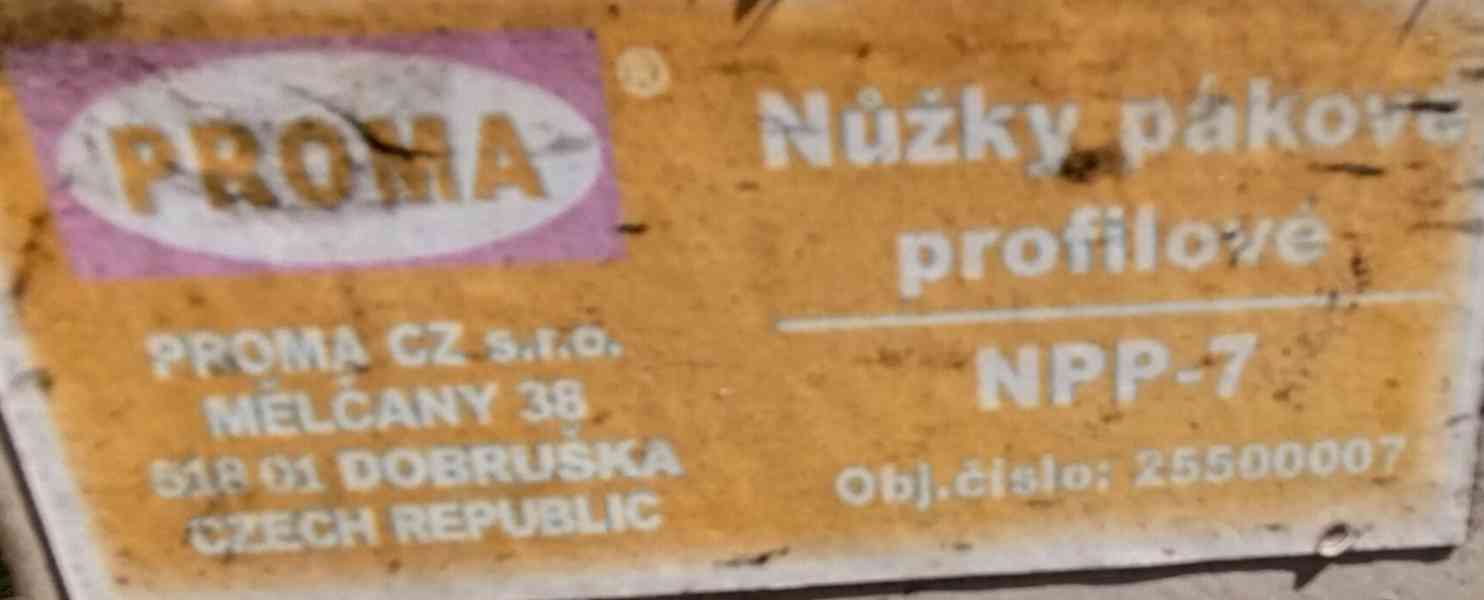 PROMA ®
PROMA CZ s.r.o.
MĚLČANY 38
518 01 DOBRUŠKA
CZECH REPUBLIC
Nůžky pákové
profilové
NPP-7
Obj.číslo: 25500007